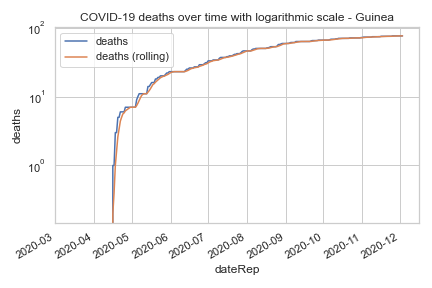 COVID-19 deaths over time with logarithmic scale - Guinea
deaths
deaths (rolling)
10²
10¹
10⁰
deaths
2020-03
2020-04
2020-05
2020-06
2020-07
2020-08
2020-09
2020-10
2020-11
2020-12
dateRep